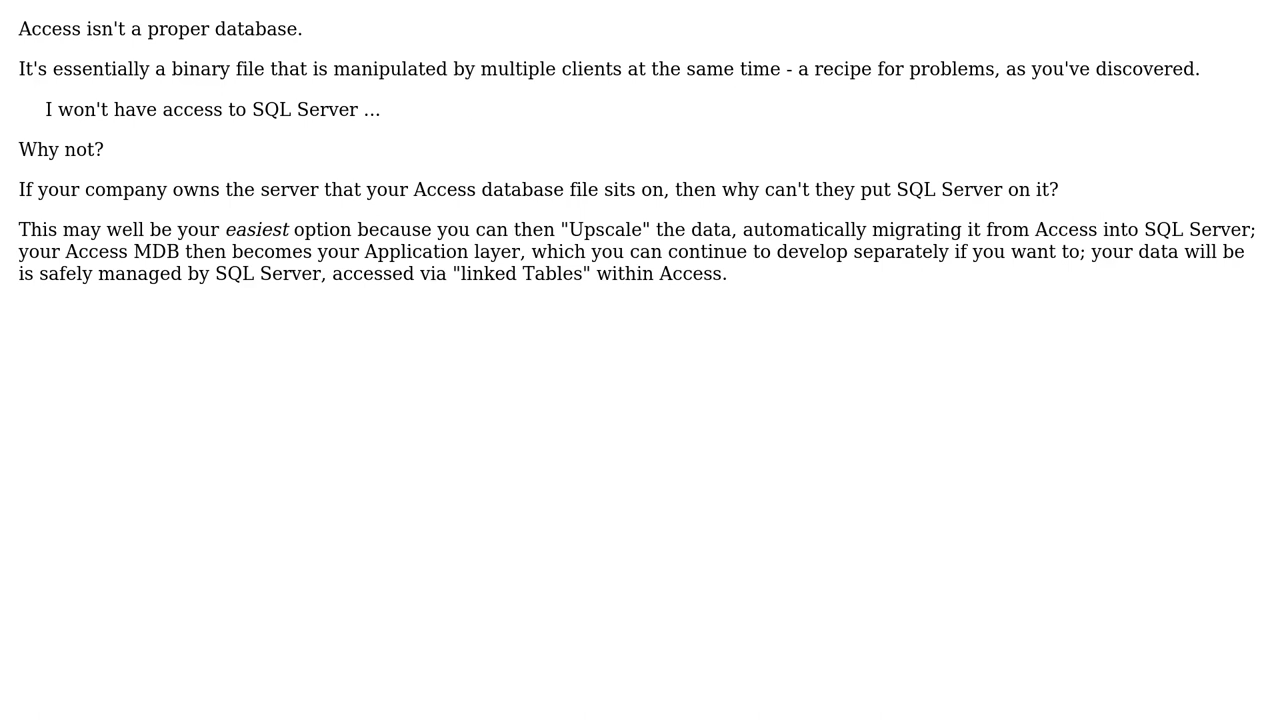 Access isn't a proper database.
It's essentially a binary file that is manipulated by multiple clients at the same time - a recipe for problems, as you've discovered.
I won't have access to SQL Server ...
Why not?
If your company owns the server that your Access database file sits on, then why can't they put SQL Server on it?
This may well be your easiest option because you can then "Upscale" the data, automatically migrating it from Access into SQL Server;
your Access MDB then becomes your Application layer, which you can continue to develop separately if you want to; your data will be
is safely managed by SQL Server, accessed via "linked Tables" within Access.